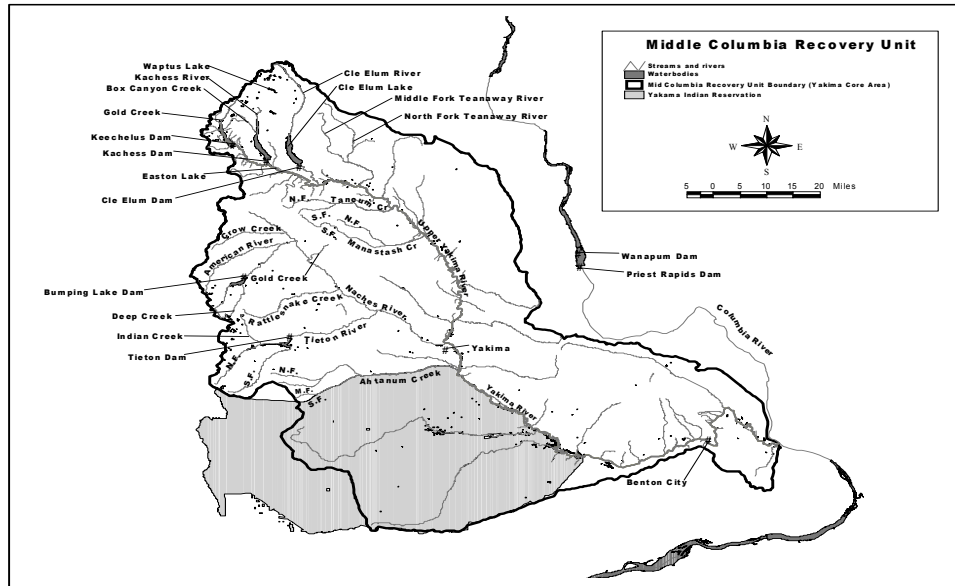 Middle Columbia Recovery Unit
Streams and rivers
Waterbodies
Mid Columbia Recovery Unit Boundary (Yakima Core Area)
Yakama Indian Reservation
N
W E
S
5 0 5 10 15 20 Miles
Waptus Lake
Kachess River
Box Canyon Creek
Gold Creek
Keechelus Dam
Kachess Dam
Easton Lake
Cle Elum Dam
Cle Elum River
Cle Elum Lake
Middle Fork Teanaway River
North Fork Teanaway River
N.F.
Tanoum Cr
S.F.
N.F.
S.F.
Manastash Cr
Upper Yakima River
Crow Creek
American River
Bumping Lake Dam
Gold Creek
Deep Creek
Rattlesnake Creek
Naches River
Indian Creek
Tieton River
Tieton Dam
N.F.
S.F.
N.F.
M.F.
S.F.
Ahtanum Creek
Yakima
Yakima River
Wanapum Dam
Priest Rapids Dam
Columbia River
Benton City